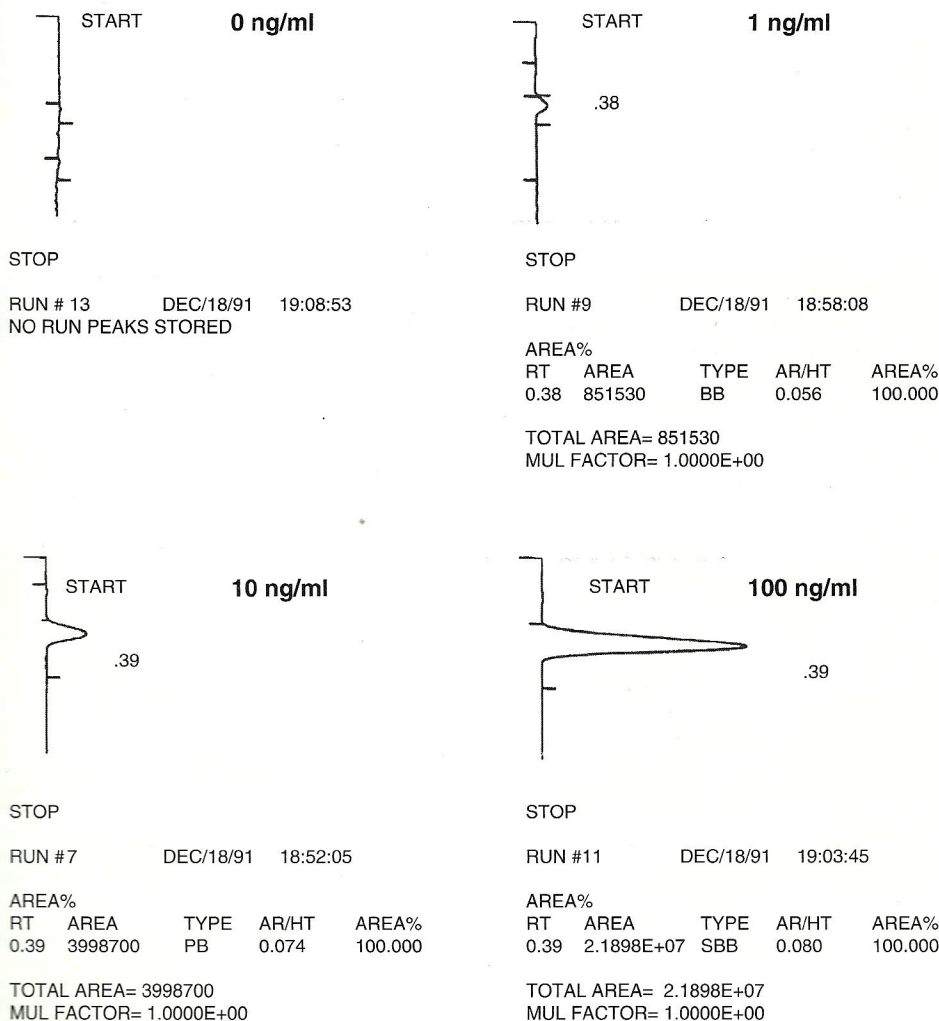 START 0 ng/ml
STOP
RUN # 13 DEC/18/91 19:08:53
NO RUN PEAKS STORED
START 1 ng/ml
.38
STOP
RUN #9 DEC/18/91 18:58:08
AREA%
RT AREA TYPE AR/HT AREA%
0.38 851530 BB 0.056 100.000
TOTAL AREA= 851530
MUL FACTOR= 1.0000E+00
START 10 ng/ml
.39
STOP
RUN #7 DEC/18/91 18:52:05
AREA%
RT AREA TYPE AR/HT AREA%
0.39 3998700 PB 0.074 100.000
TOTAL AREA= 3998700
MUL FACTOR= 1.0000E+00
START 100 ng/ml
.39
STOP
RUN #11 DEC/18/91 19:03:45
AREA%
RT AREA TYPE AR/HT AREA%
0.39 2.1898E+07 SBB 0.080 100.000
TOTAL AREA= 2.1898E+07
MUL FACTOR= 1.0000E+00